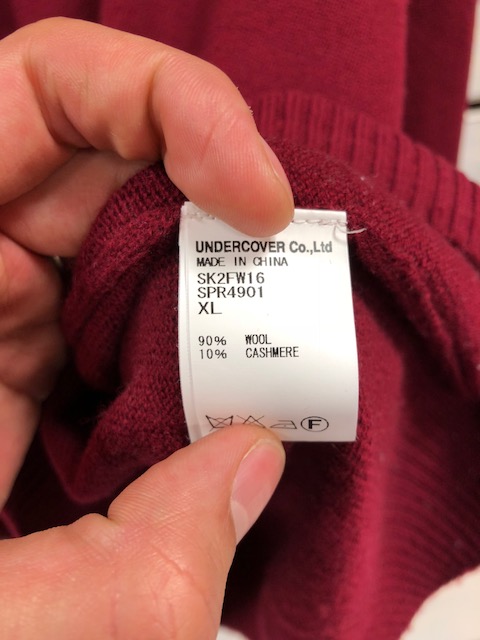 UNDERCOVER Co.,Ltd
MADE IN CHINA
SK2FW16
SPR4901
XL
90% WOOL
10% CASHMERE
F